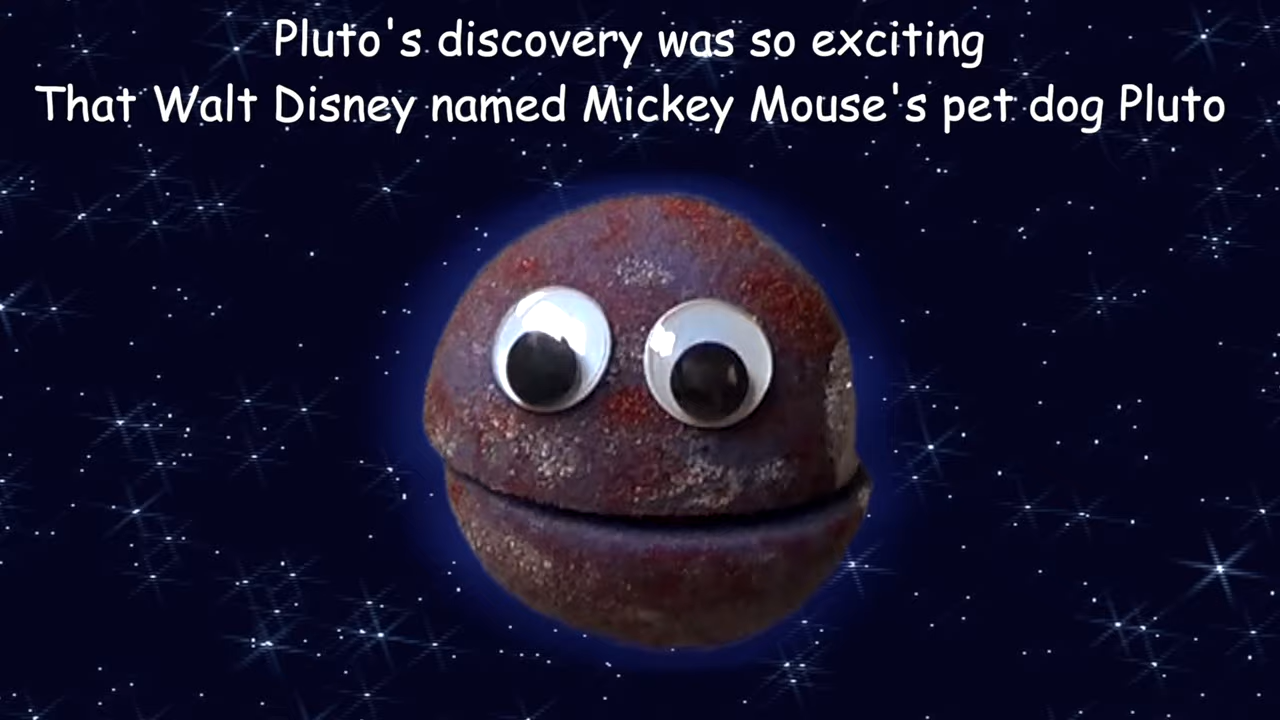 Pluto's discovery was so exciting
That Walt Disney named Mickey Mouse's pet dog Pluto